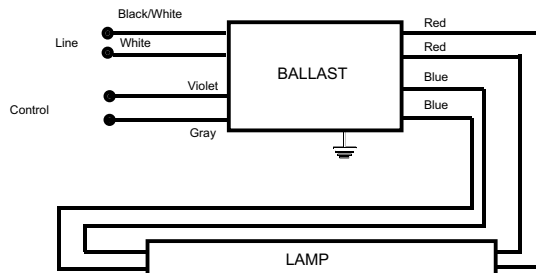 Black/White
Red
Line
White
Red
BALLAST
Blue
Violet
Control
Blue
Gray
LAMP